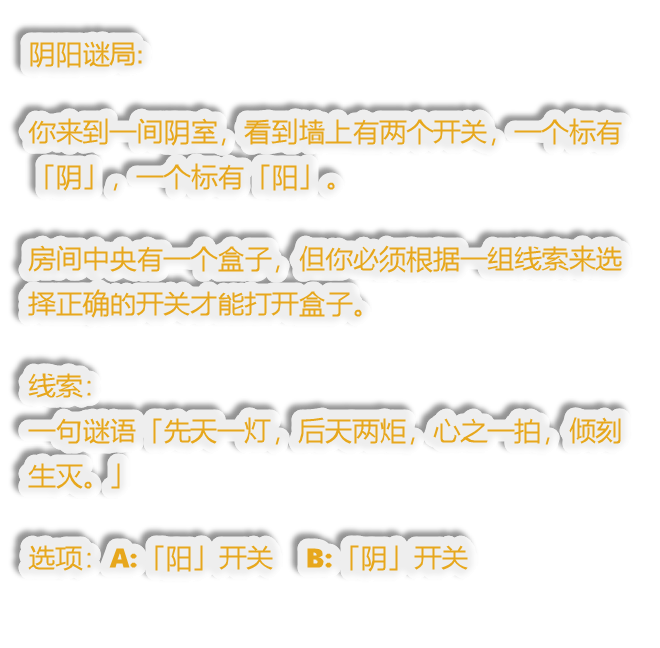 阴阳谜局:
你来到一间阴室，看到墙上有两个开关，一个标有
「阴」，一个标有「阳」。
房间中央有一个盒子，但你必须根据一组线索来选
择正确的开关才能打开盒子。
线索：
一句谜语「先天一灯，后天两炬，心之一拍，倾刻
生灭。」
选项：A:「阳」开关 B:「阴」开关